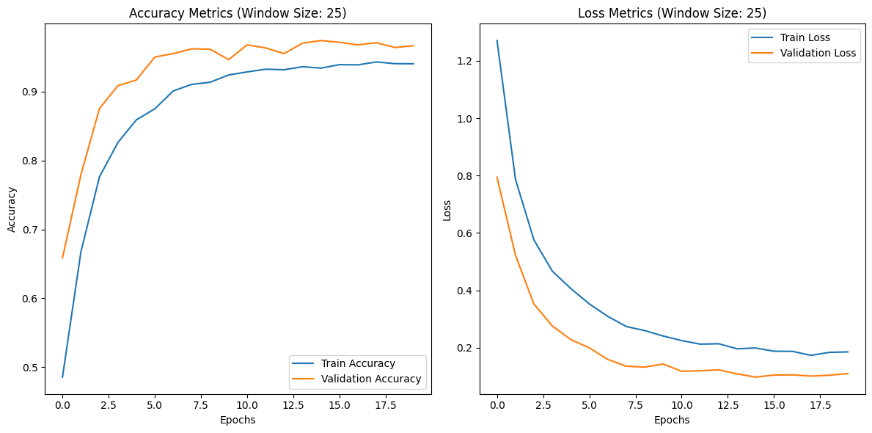 Accuracy Metrics (Window Size: 25)
Accuracy
0.9
0.8
0.7
0.6
0.5
Train Accuracy
Validation Accuracy
0.0 2.5 5.0 7.5 10.0 12.5 15.0 17.5
Epochs
Loss Metrics (Window Size: 25)
Loss
1.2
1.0
0.8
0.6
0.4
0.2
Train Loss
Validation Loss
0.0 2.5 5.0 7.5 10.0 12.5 15.0 17.5
Epochs